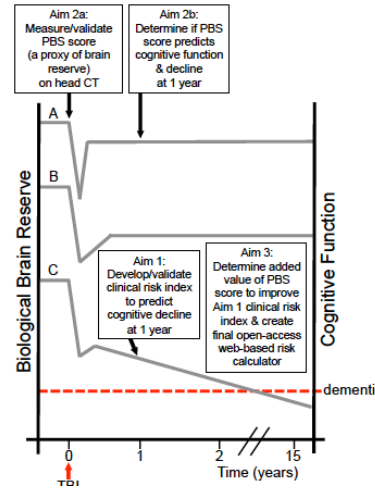 Aim 2a:
Measure/validate
PBS score
(a proxy of brain
reserve)
on head CT
Aim 2b:
Determine if PBS
score predicts
cognitive function
& decline
at 1 year
A
B
C
Biological Brain Reserve
Cognitive Function
Aim 1:
Develop/validate
clinical risk index
to predict
cognitive decline
at 1 year
Aim 3:
Determine added
value of PBS
score to improve
Aim 1 clinical risk
index & create
final open-access
web-based risk
calculator
dementi
0
1
2
15
Time (years)
TBI